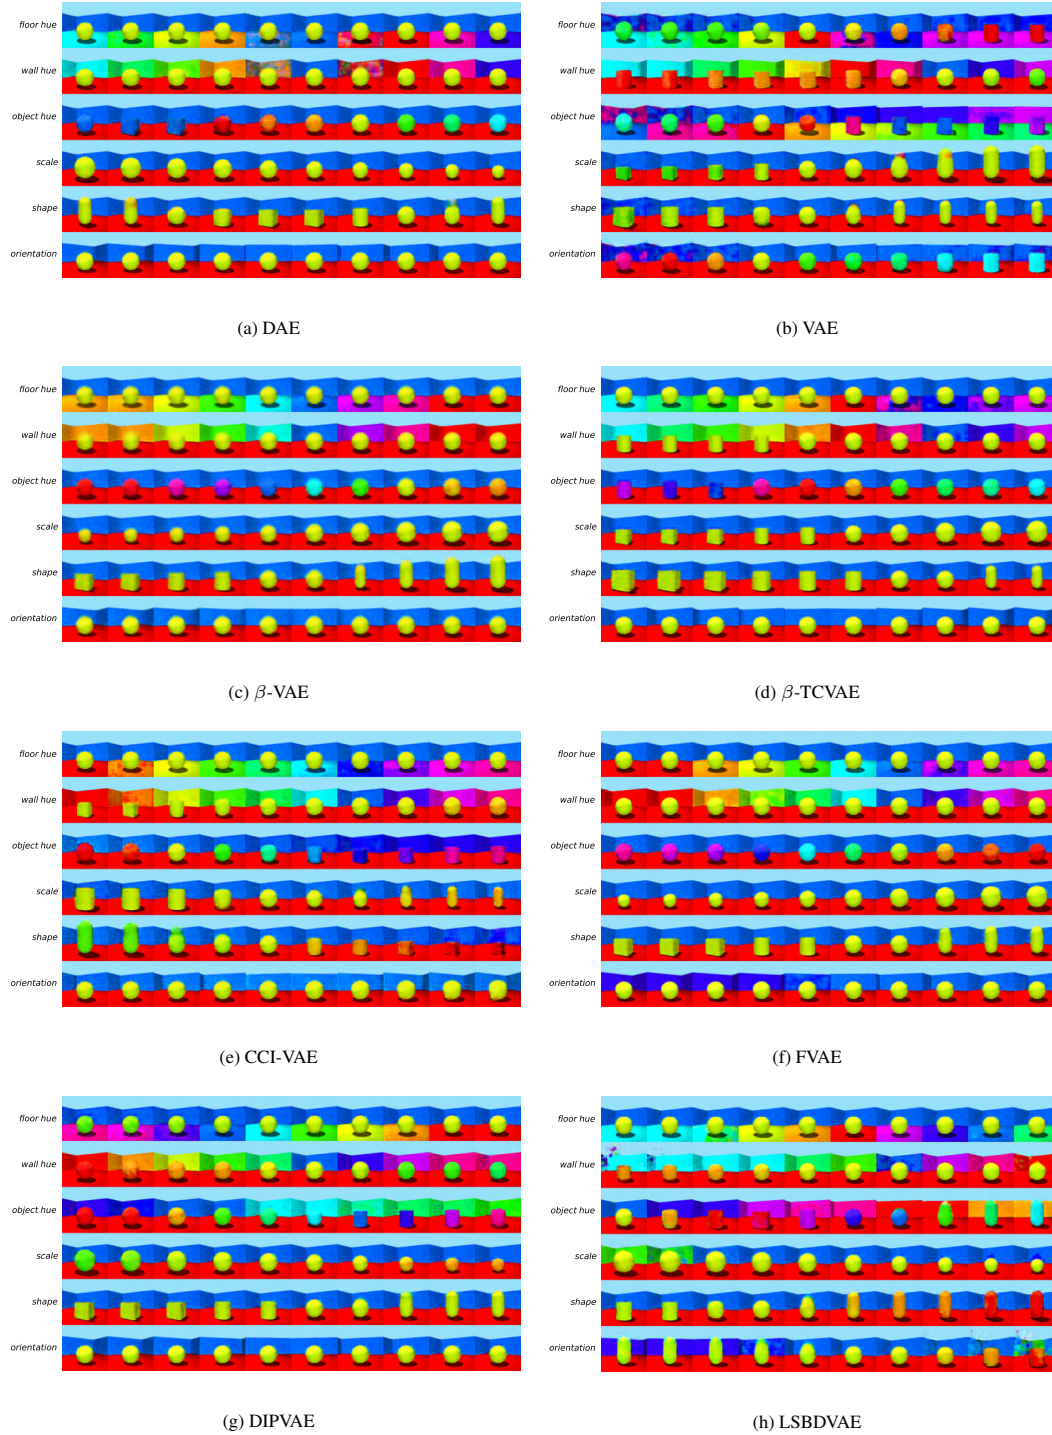 floor hue
wall hue
object hue
scale
shape
orientation
(a) DAE
floor hue
wall hue
object hue
scale
shape
orientation
(b) VAE
floor hue
wall hue
object hue
scale
shape
orientation
(c) β-VAE
floor hue
wall hue
object hue
scale
shape
orientation
(d) β-TCVAE
floor hue
wall hue
object hue
scale
shape
orientation
(e) CCI-VAE
floor hue
wall hue
object hue
scale
shape
orientation
(f) FVAE
floor hue
wall hue
object hue
scale
shape
orientation
(g) DIPVAE
floor hue
wall hue
object hue
scale
shape
orientation
(h) LSBDVAE